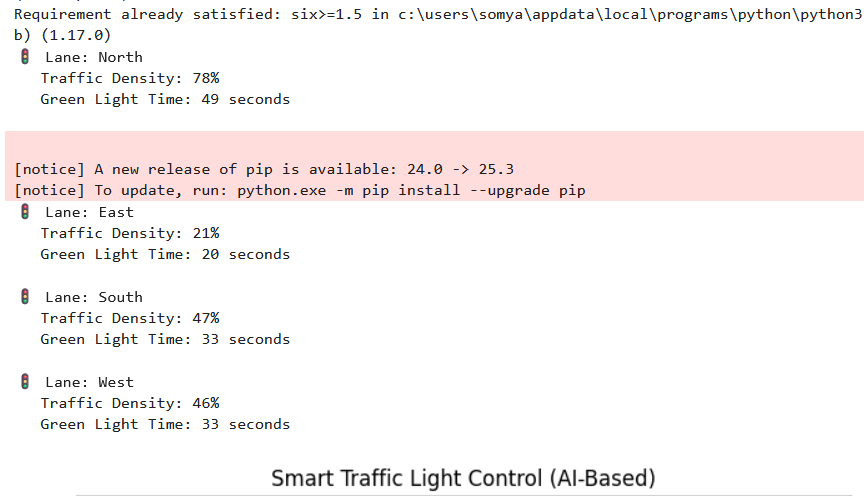 Requirement already satisfied: six>=1.5 in c:\users\somya\appdata\local\programs\python\python3
b) (1.17.0)
🚦 Lane: North
Traffic Density: 78%
Green Light Time: 49 seconds
[notice] A new release of pip is available: 24.0 -> 25.3
[notice] To update, run: python.exe -m pip install --upgrade pip
🚦 Lane: East
Traffic Density: 21%
Green Light Time: 20 seconds
🚦 Lane: South
Traffic Density: 47%
Green Light Time: 33 seconds
🚦 Lane: West
Traffic Density: 46%
Green Light Time: 33 seconds
Smart Traffic Light Control (AI-Based)